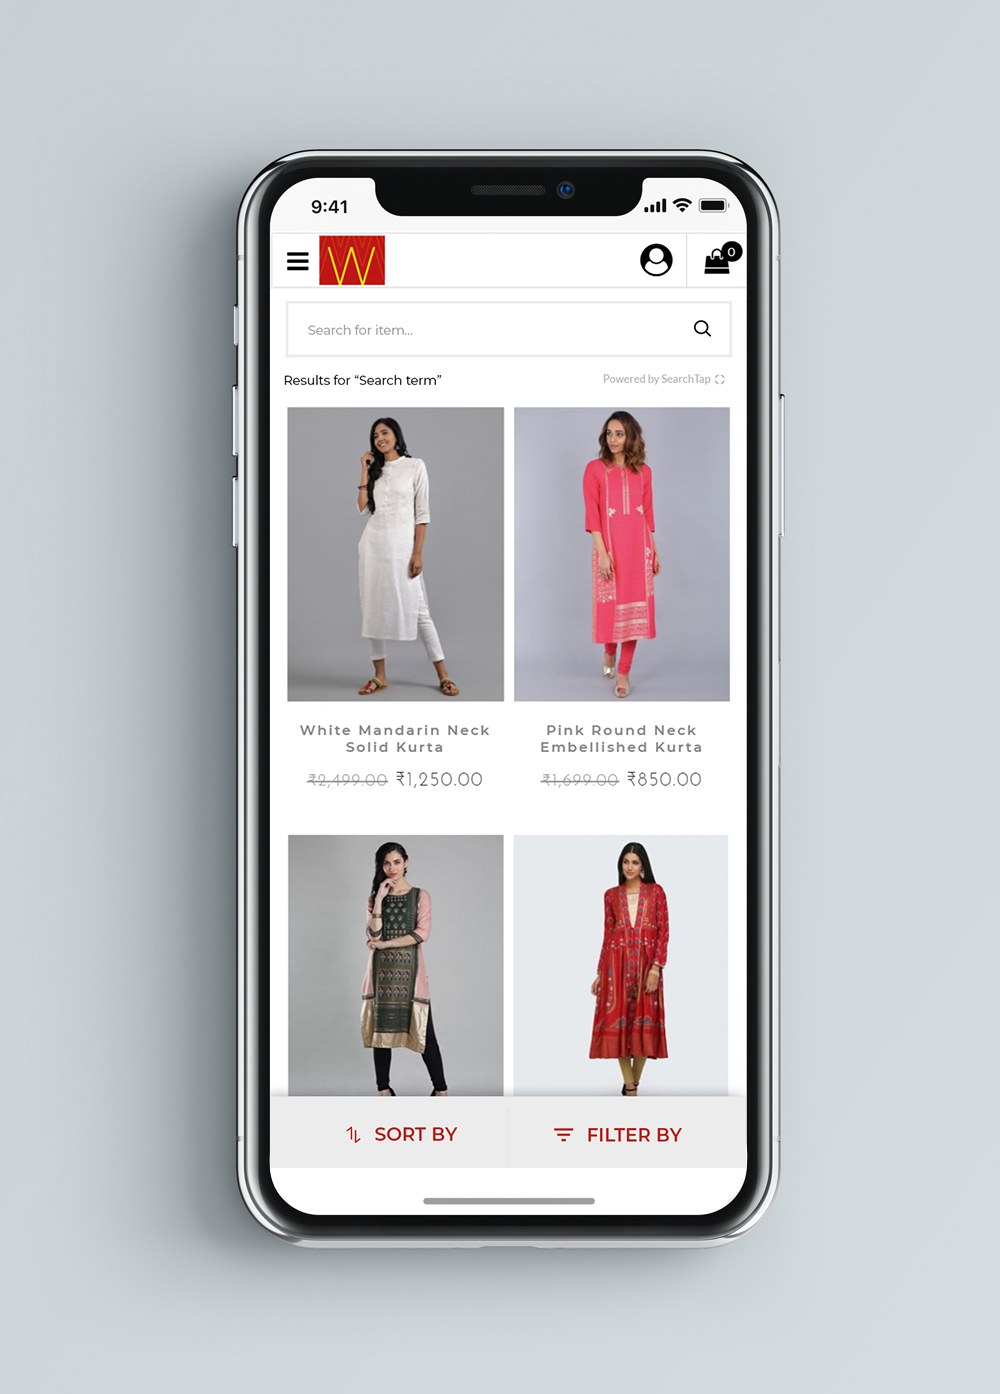 9:41
W
0
Search for item...
Results for “Search term”
Powered by SearchTap
White Mandarin Neck
Solid Kurta
₹2,499.00 ₹1,250.00
Pink Round Neck
Embellished Kurta
₹1,699.00 ₹850.00
SORT BY
FILTER BY